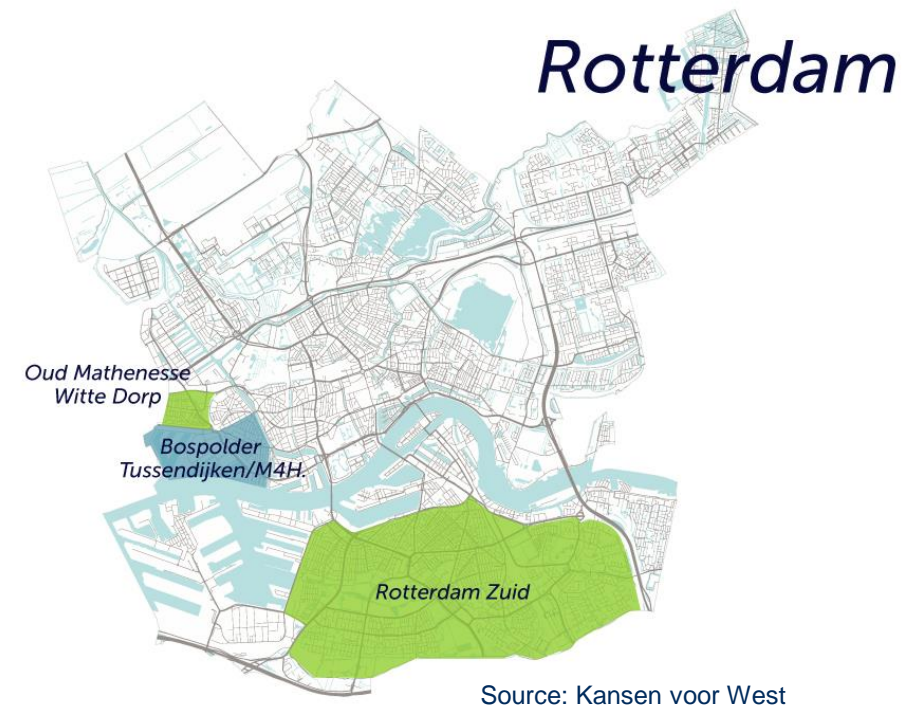 Rotterdam
Oud Mathenesse
Witte Dorp
Bospolder
Tussendijken/M4H.
Rotterdam Zuid
Source: Kansen voor West